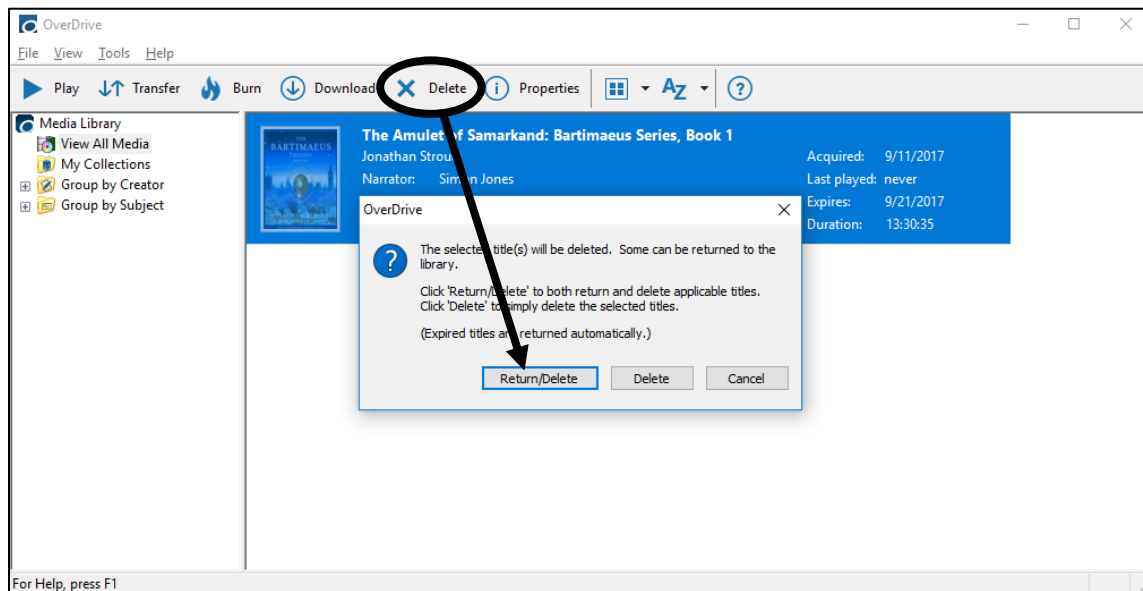 OverDrive
File View Tools Help
Play Transfer Burn Download Delete Properties AZ
Media Library
View All Media
My Collections
Group by Creator
Group by Subject
THE
BARTIMAEUS
TRILOGY
The Amulet of Samarkand: Bartimaeus Series, Book 1
Jonathan Strou
Narrator: Simon Jones
Acquired: 9/11/2017
Last played: never
Expires: 9/21/2017
Duration: 13:30:35
OverDrive
The selected title(s) will be deleted. Some can be returned to the
library.
Click 'Return/Delete' to both return and delete applicable titles.
Click 'Delete' to simply delete the selected titles.
(Expired titles are returned automatically.)
Return/Delete Delete Cancel
For Help, press F1